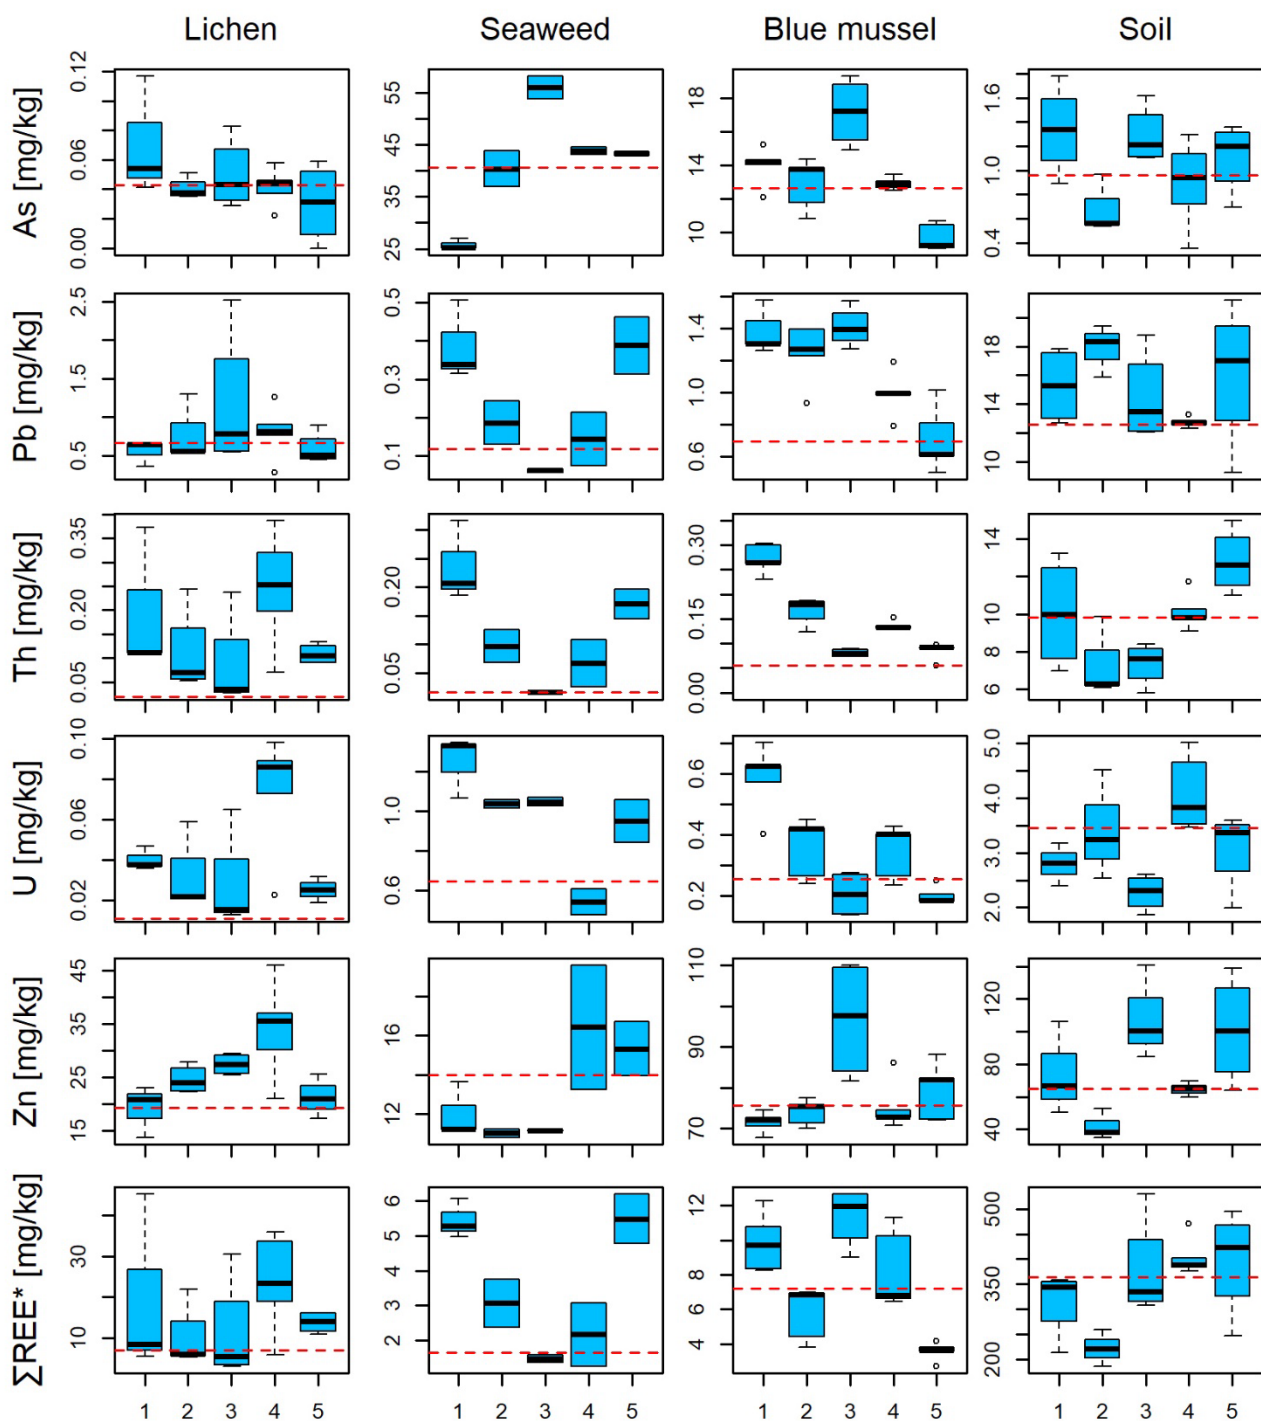 Lichen Seaweed Blue mussel Soil
As [mg/kg]
0.00 0.06 0.12
25 35 45 55
10 14 18
0.4 1.0 1.6
1 2 3 4 5
Pb [mg/kg]
0.5 1.5 2.5
0.1 0.3 0.5
0.6 1.0 1.4
10 14 18
Th [mg/kg]
0.05 0.20 0.35
0.05 0.20
0.00 0.15 0.30
6 8 10 14
U [mg/kg]
0.02 0.06 0.10
0.6 1.0
0.2 0.4 0.6
2.0 3.0 4.0 5.0
Zn [mg/kg]
15 25 35 45
12 16
70 90 110
40 80 120
∑REE* [mg/kg]
10 30
2 3 4 5 6
4 6 8 10 12
200 350 500
1 2 3 4 5 1 2 3 4 5 1 2 3 4 5 1 2 3 4 5